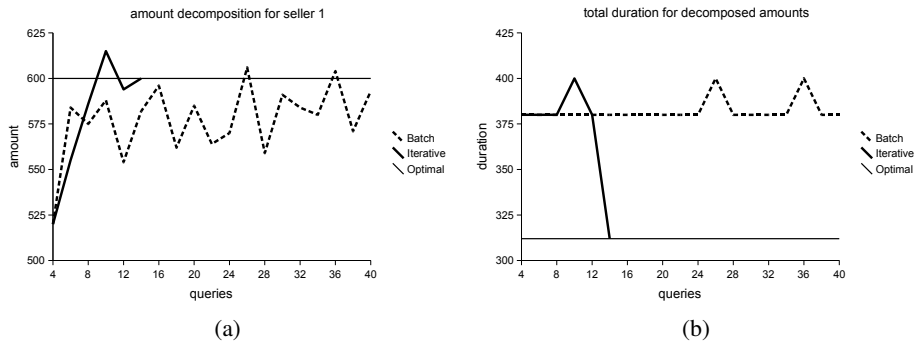 amount decomposition for seller 1
625
600
575
550
525
500
amount
4 8 12 16 20 24 28 32 36 40
queries
Batch
Iterative
Optimal
(a)
total duration for decomposed amounts
425
400
375
350
325
300
duration
4 8 12 16 20 24 28 32 36 40
queries
Batch
Iterative
Optimal
(b)